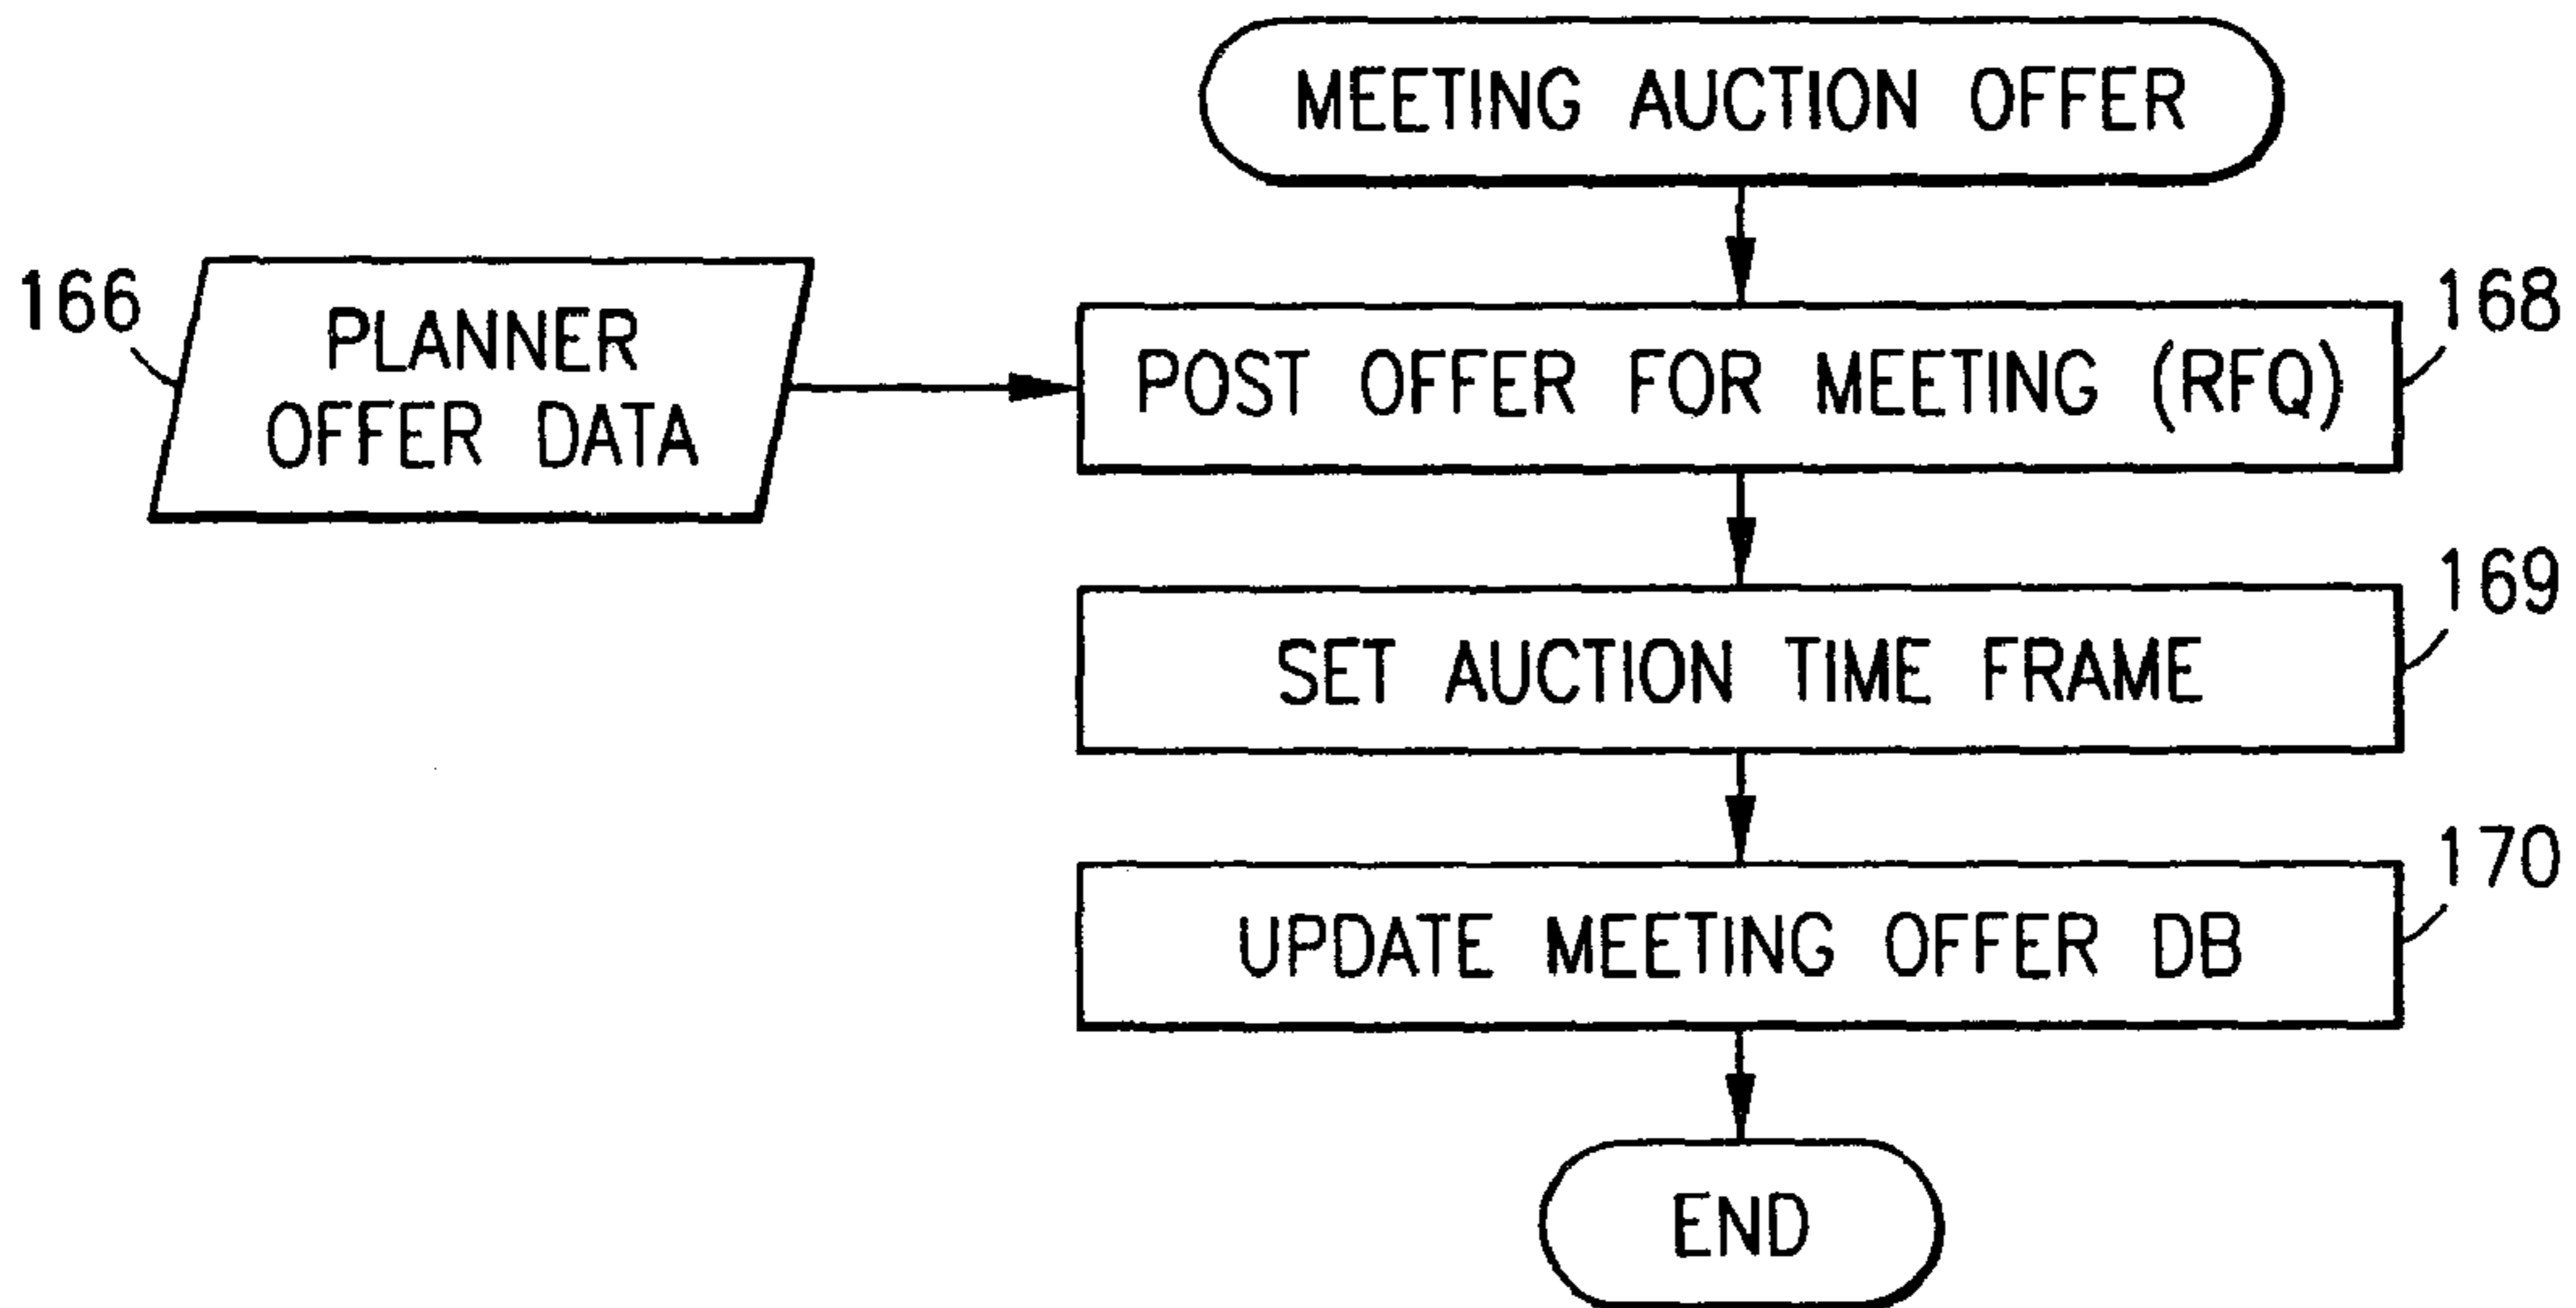 MEETING AUCTION OFFER
166
PLANNER
OFFER DATA
POST OFFER FOR MEETING (RFQ)
168
SET AUCTION TIME FRAME
169
UPDATE MEETING OFFER DB
170
END